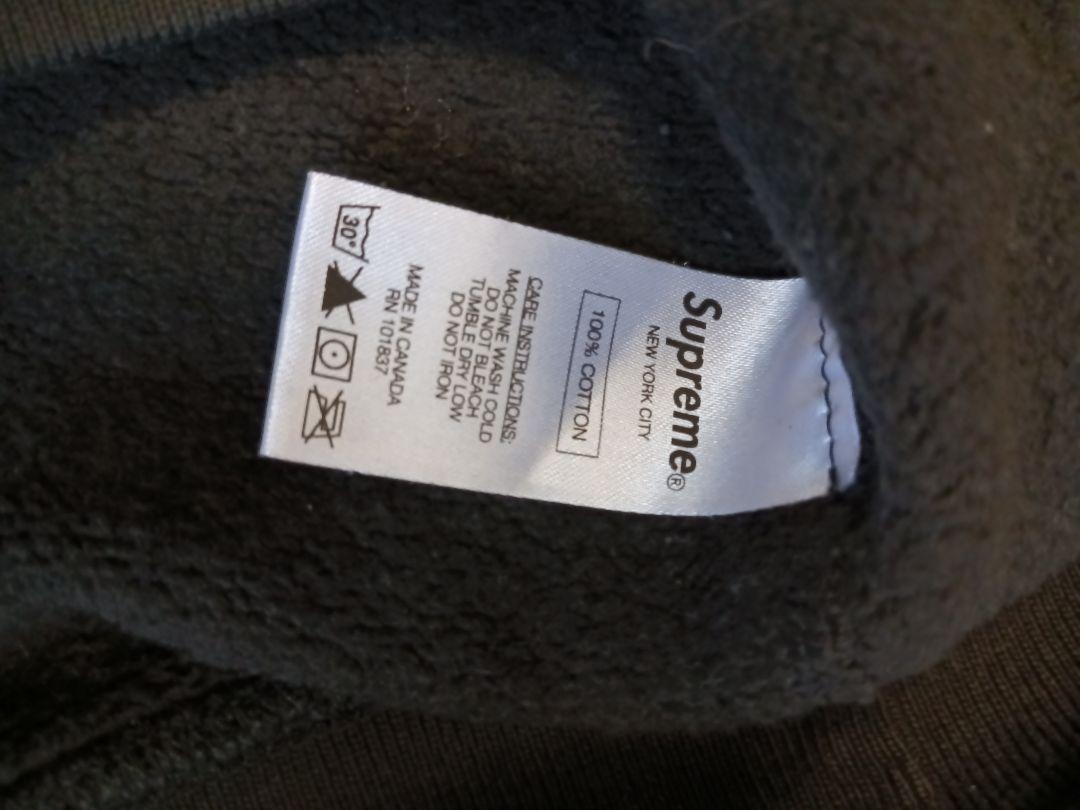 Supreme®
NEW YORK CITY
100% COTTON
CARE INSTRUCTIONS:
MACHINE WASH COLD
DO NOT BLEACH
TUMBLE DRY LOW
DO NOT IRON
MADE IN CANADA
RN 101837
30°